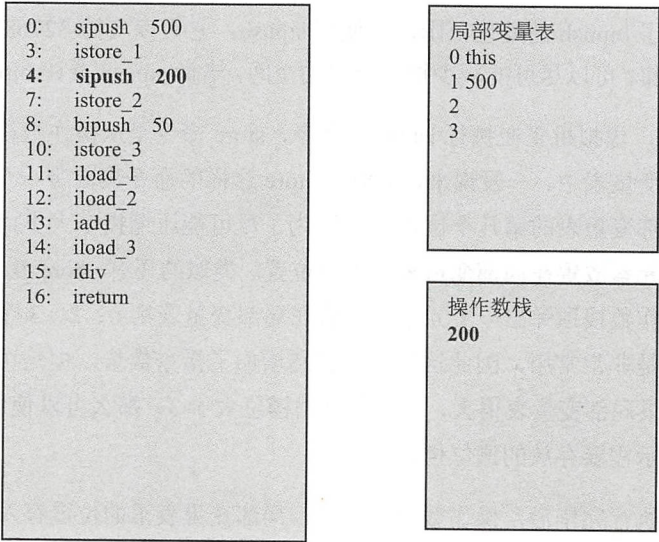 0: sipush 500
3: istore_1
4: sipush 200
7: istore_2
8: bipush 50
10: istore_3
11: iload_1
12: iload_2
13: iadd
14: iload_3
15: idiv
16: ireturn
局部变量表
0 this
1 500
2
3
操作数栈
200